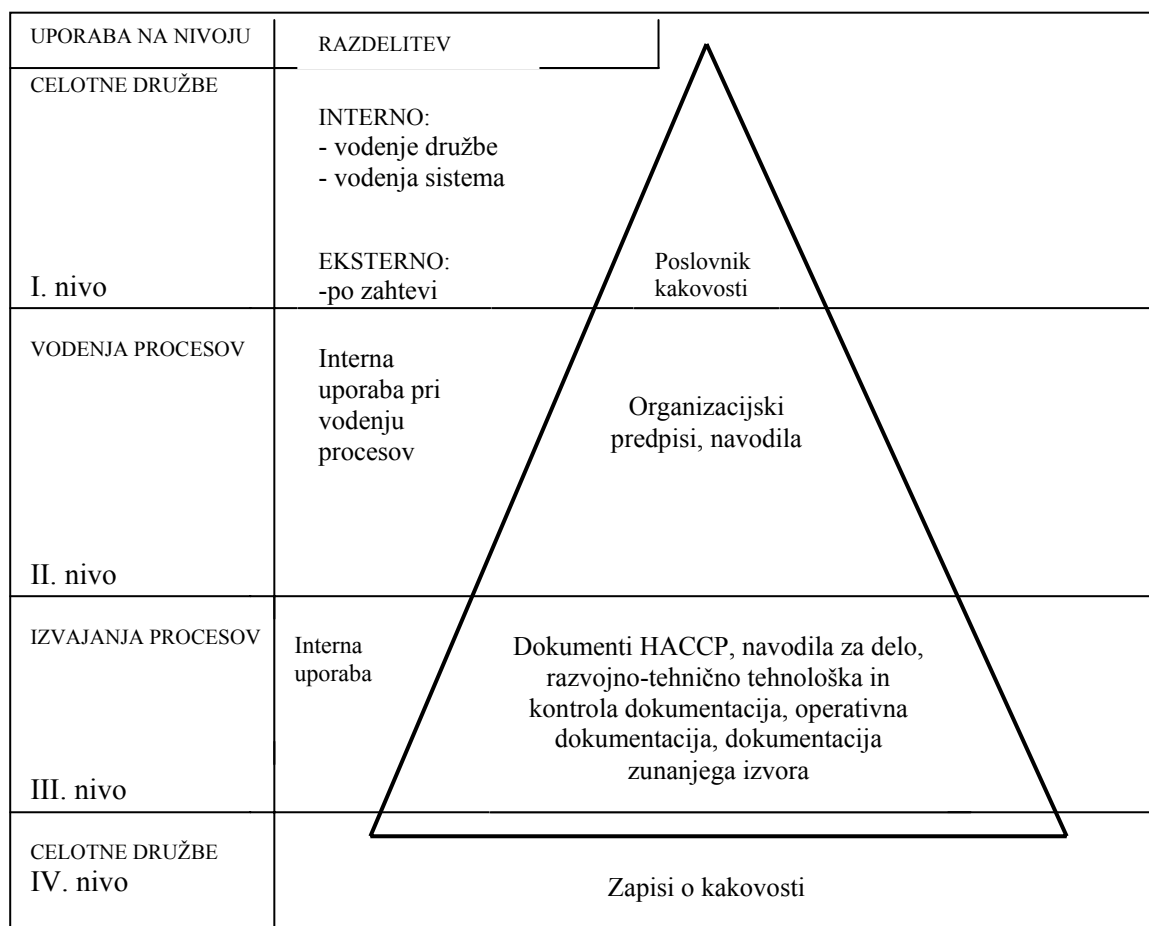 UPORABA NA NIVOJU
RAZDELITEV
CELOTNE DRUŽBE
I. nivo
INTERNO:
- vodenje družbe
- vodenja sistema
EKSTERNO:
-po zahtevi
Poslovnik
kakovosti
VODENJA PROCESOV
II. nivo
Interna
uporaba pri
vodenju
procesov
Organizacijski
predpisi, navodila
IZVAJANJA PROCESOV
III. nivo
Interna
uporaba
Dokumenti HACCP, navodila za delo,
razvojno-tehnično tehnološka in
kontrola dokumentacija, operativna
dokumentacija, dokumentacija
zunanjega izvora
CELOTNE DRUŽBE
IV. nivo
Zapisi o kakovosti